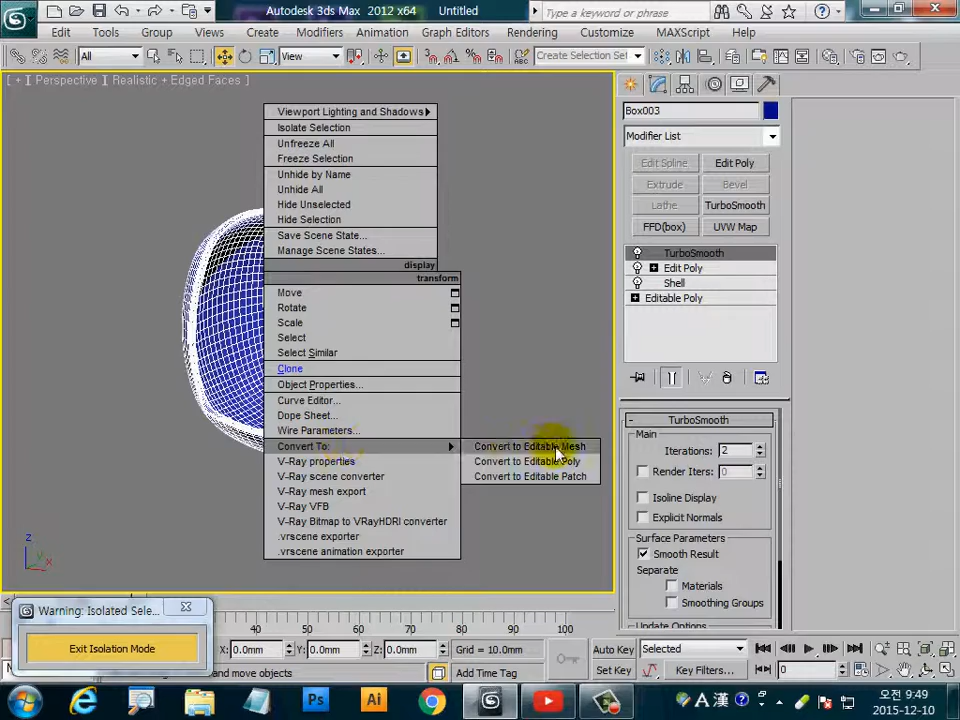 Autodesk 3ds Max 2012 x64 Untitled
Type a keyword or phrase
Edit Tools Group Views Create Modifiers Animation Graph Editors Rendering Customize MAXScript Help
All
View
Create Selection Set
[ + ] Perspective | Realistic + Edged Faces ]
Viewport Lighting and Shadows
Isolate Selection
Unfreeze All
Freeze Selection
Unhide by Name
Unhide All
Hide Unselected
Hide Selection
Save Scene State...
Manage Scene States...
display
transform
Move
Rotate
Scale
Select
Select Similar
Clone
Object Properties...
Curve Editor...
Dope Sheet...
Wire Parameters...
Convert To:
V-Ray properties
V-Ray scene converter
V-Ray mesh export
V-Ray VFB
V-Ray Bitmap to VRayHDRI converter
.vrscene exporter
.vrscene animation exporter
Convert to Editable Mesh
Convert to Editable Poly
Convert to Editable Patch
Box003
Modifier List
Edit Spline Edit Poly
Extrude Bevel
Lathe TurboSmooth
FFD(box) UVW Map
TurboSmooth
Edit Poly
Shell
Editable Poly
- TurboSmooth
Main
Iterations: 2
Render Iters: 0
Isoline Display
Explicit Normals
Surface Parameters
Smooth Result
Separate
Materials
Smoothing Groups
Update Options
z
y
x
Warning: Isolated Sele...
Exit Isolation Mode
40 50 60 70 80 90 100
X: 0.0mm Y: 0.0mm Z: 0.0mm Grid = 10.0mm
and move objects
Add Time Tag
Auto Key Selected
Set Key Key Filters...
0
Ps Ai
A 漢
오전 9:49
2015-12-10